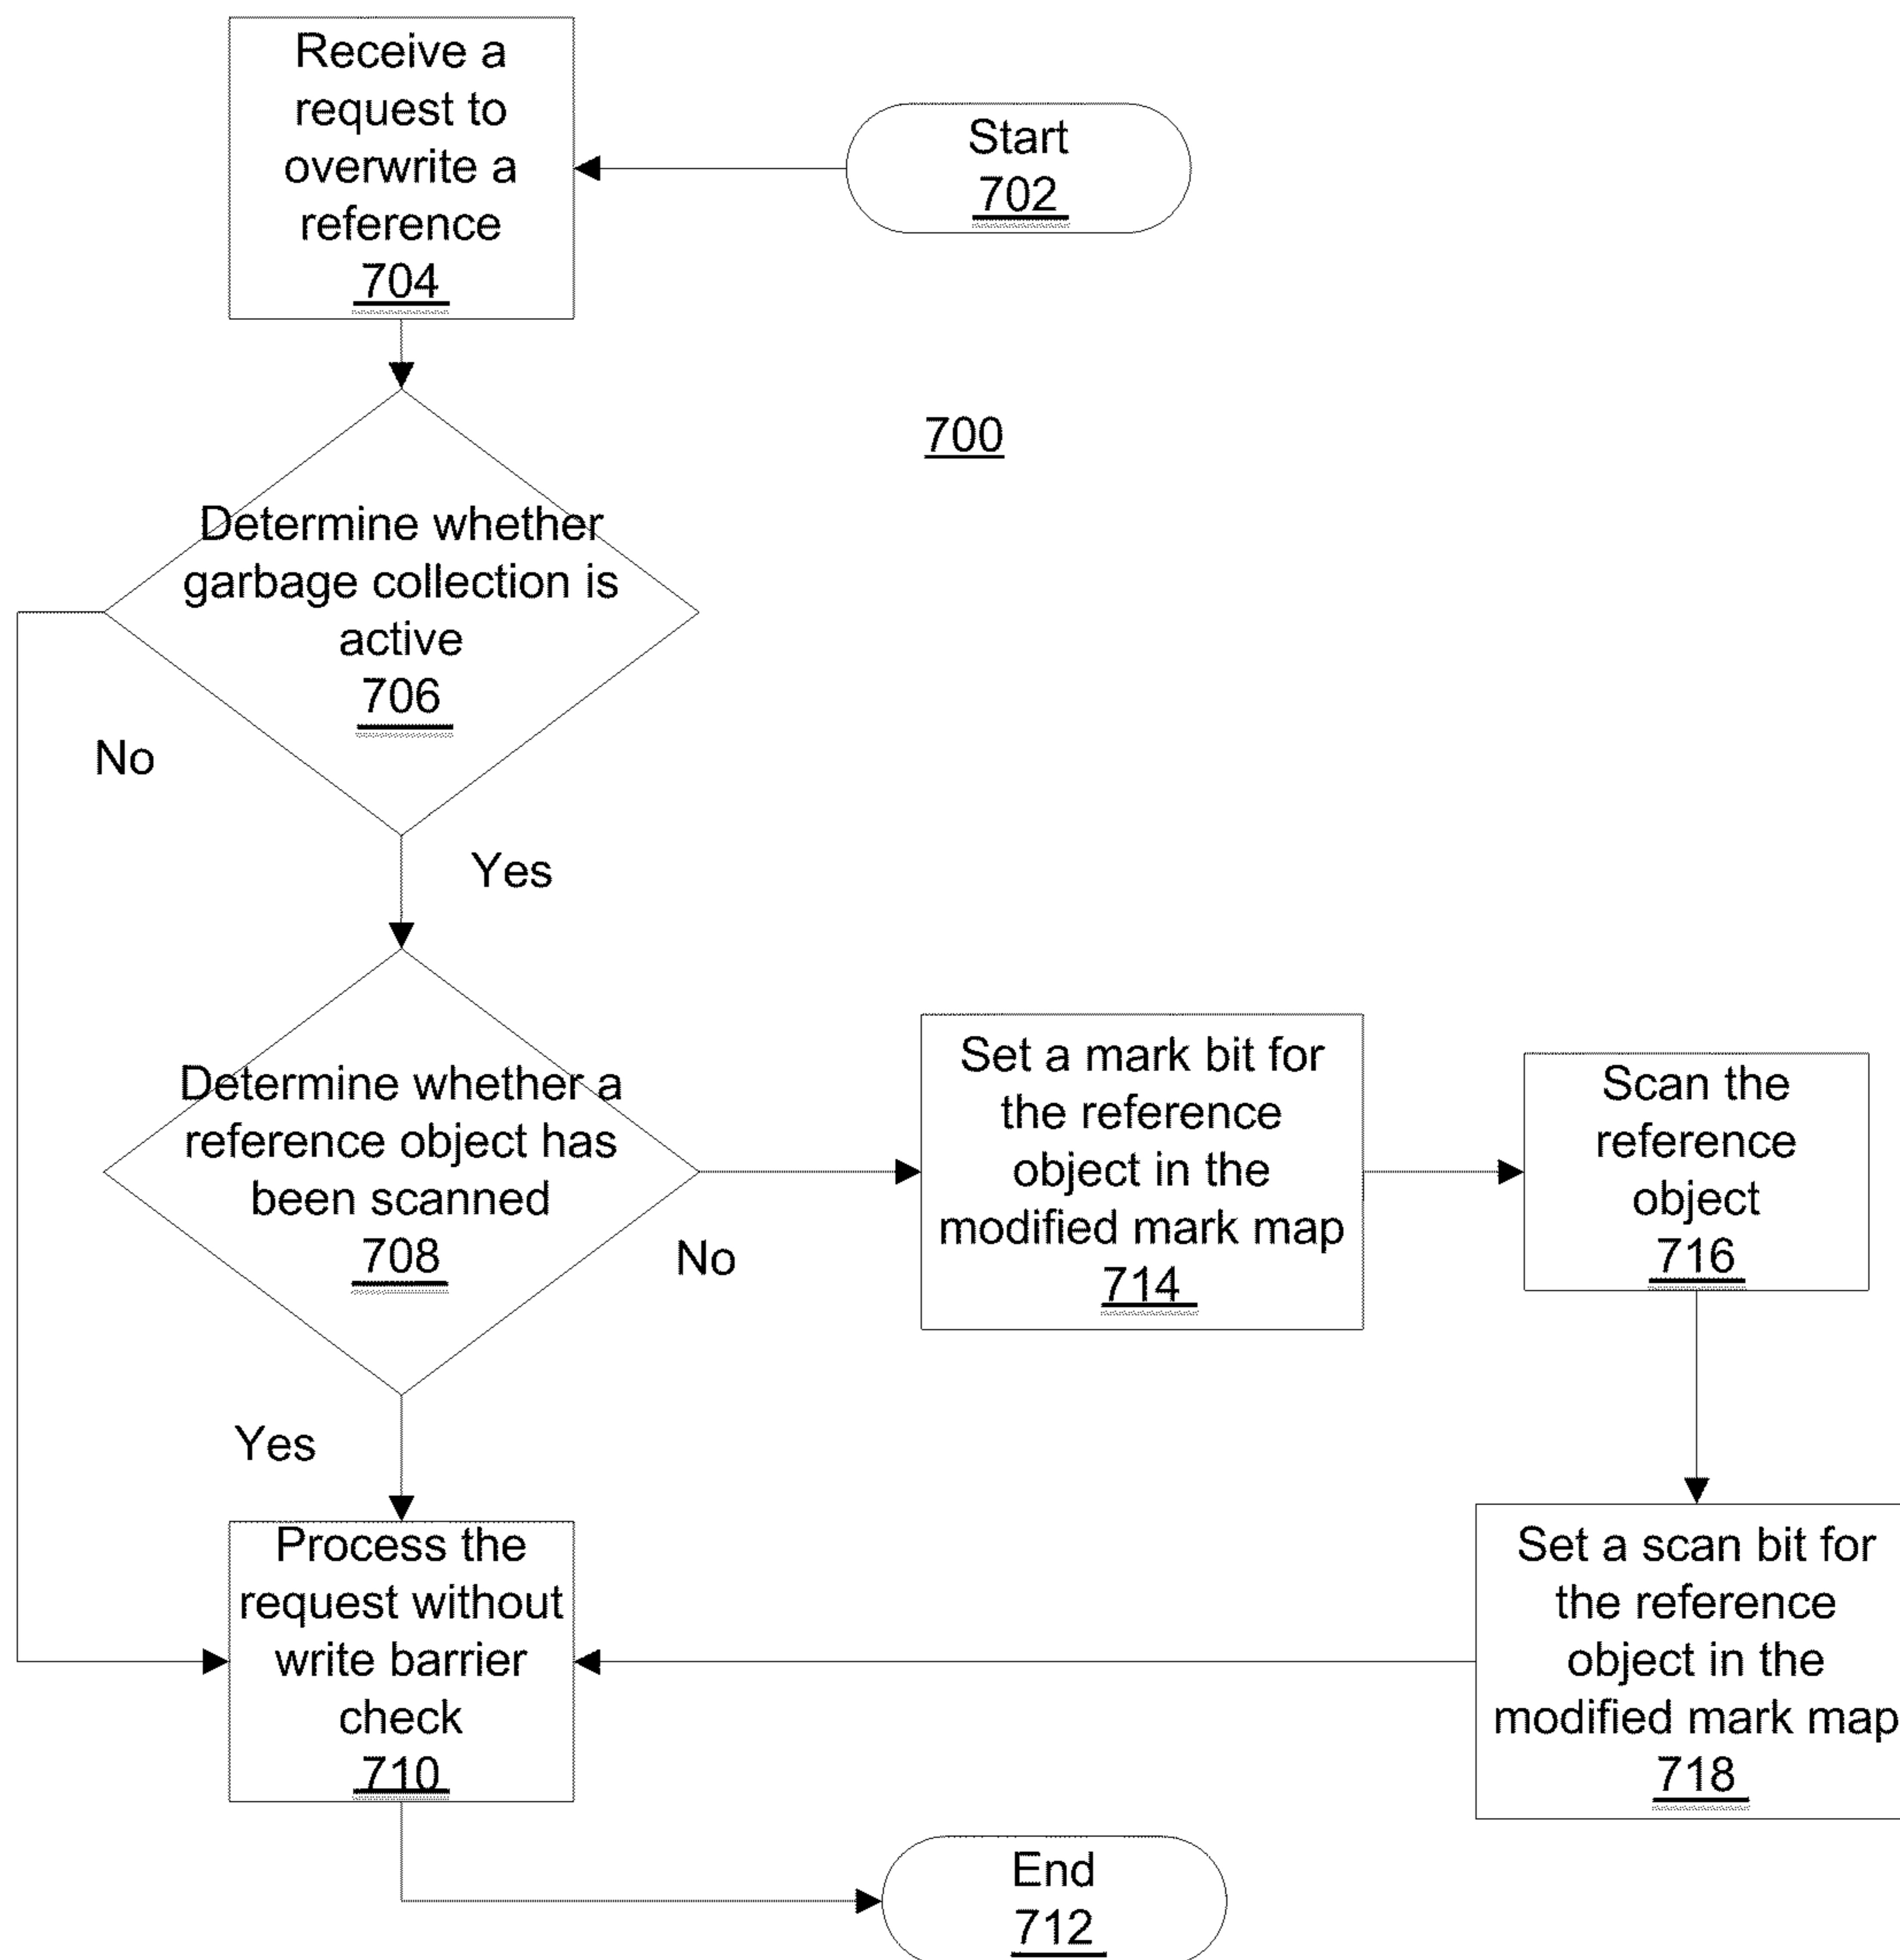 Receive a
request to
overwrite a
reference
704
Start
702
700
Determine whether
garbage collection is
active
706
No
Yes
Determine whether a
reference object has
been scanned
708
No
Yes
Set a mark bit for
the reference
object in the
modified mark map
714
Scan the
reference
object
716
Set a scan bit for
the reference
object in the
modified mark map
718
Process the
request without
write barrier
check
710
End
712